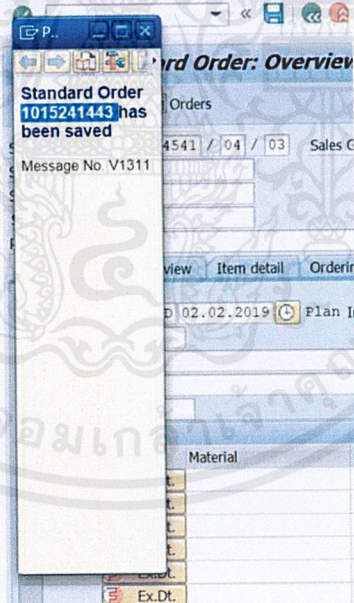 P..
rd Order: Overview
Standard Order
1015241443 has
been saved
Orders
4541 / 04 / 03 Sales G
Message No. V1311
view Item detail Orderin
D 02.02.2019 Plan I
Material
t.
t.
t.
t.
Ex.Dt.
Ex.Dt.